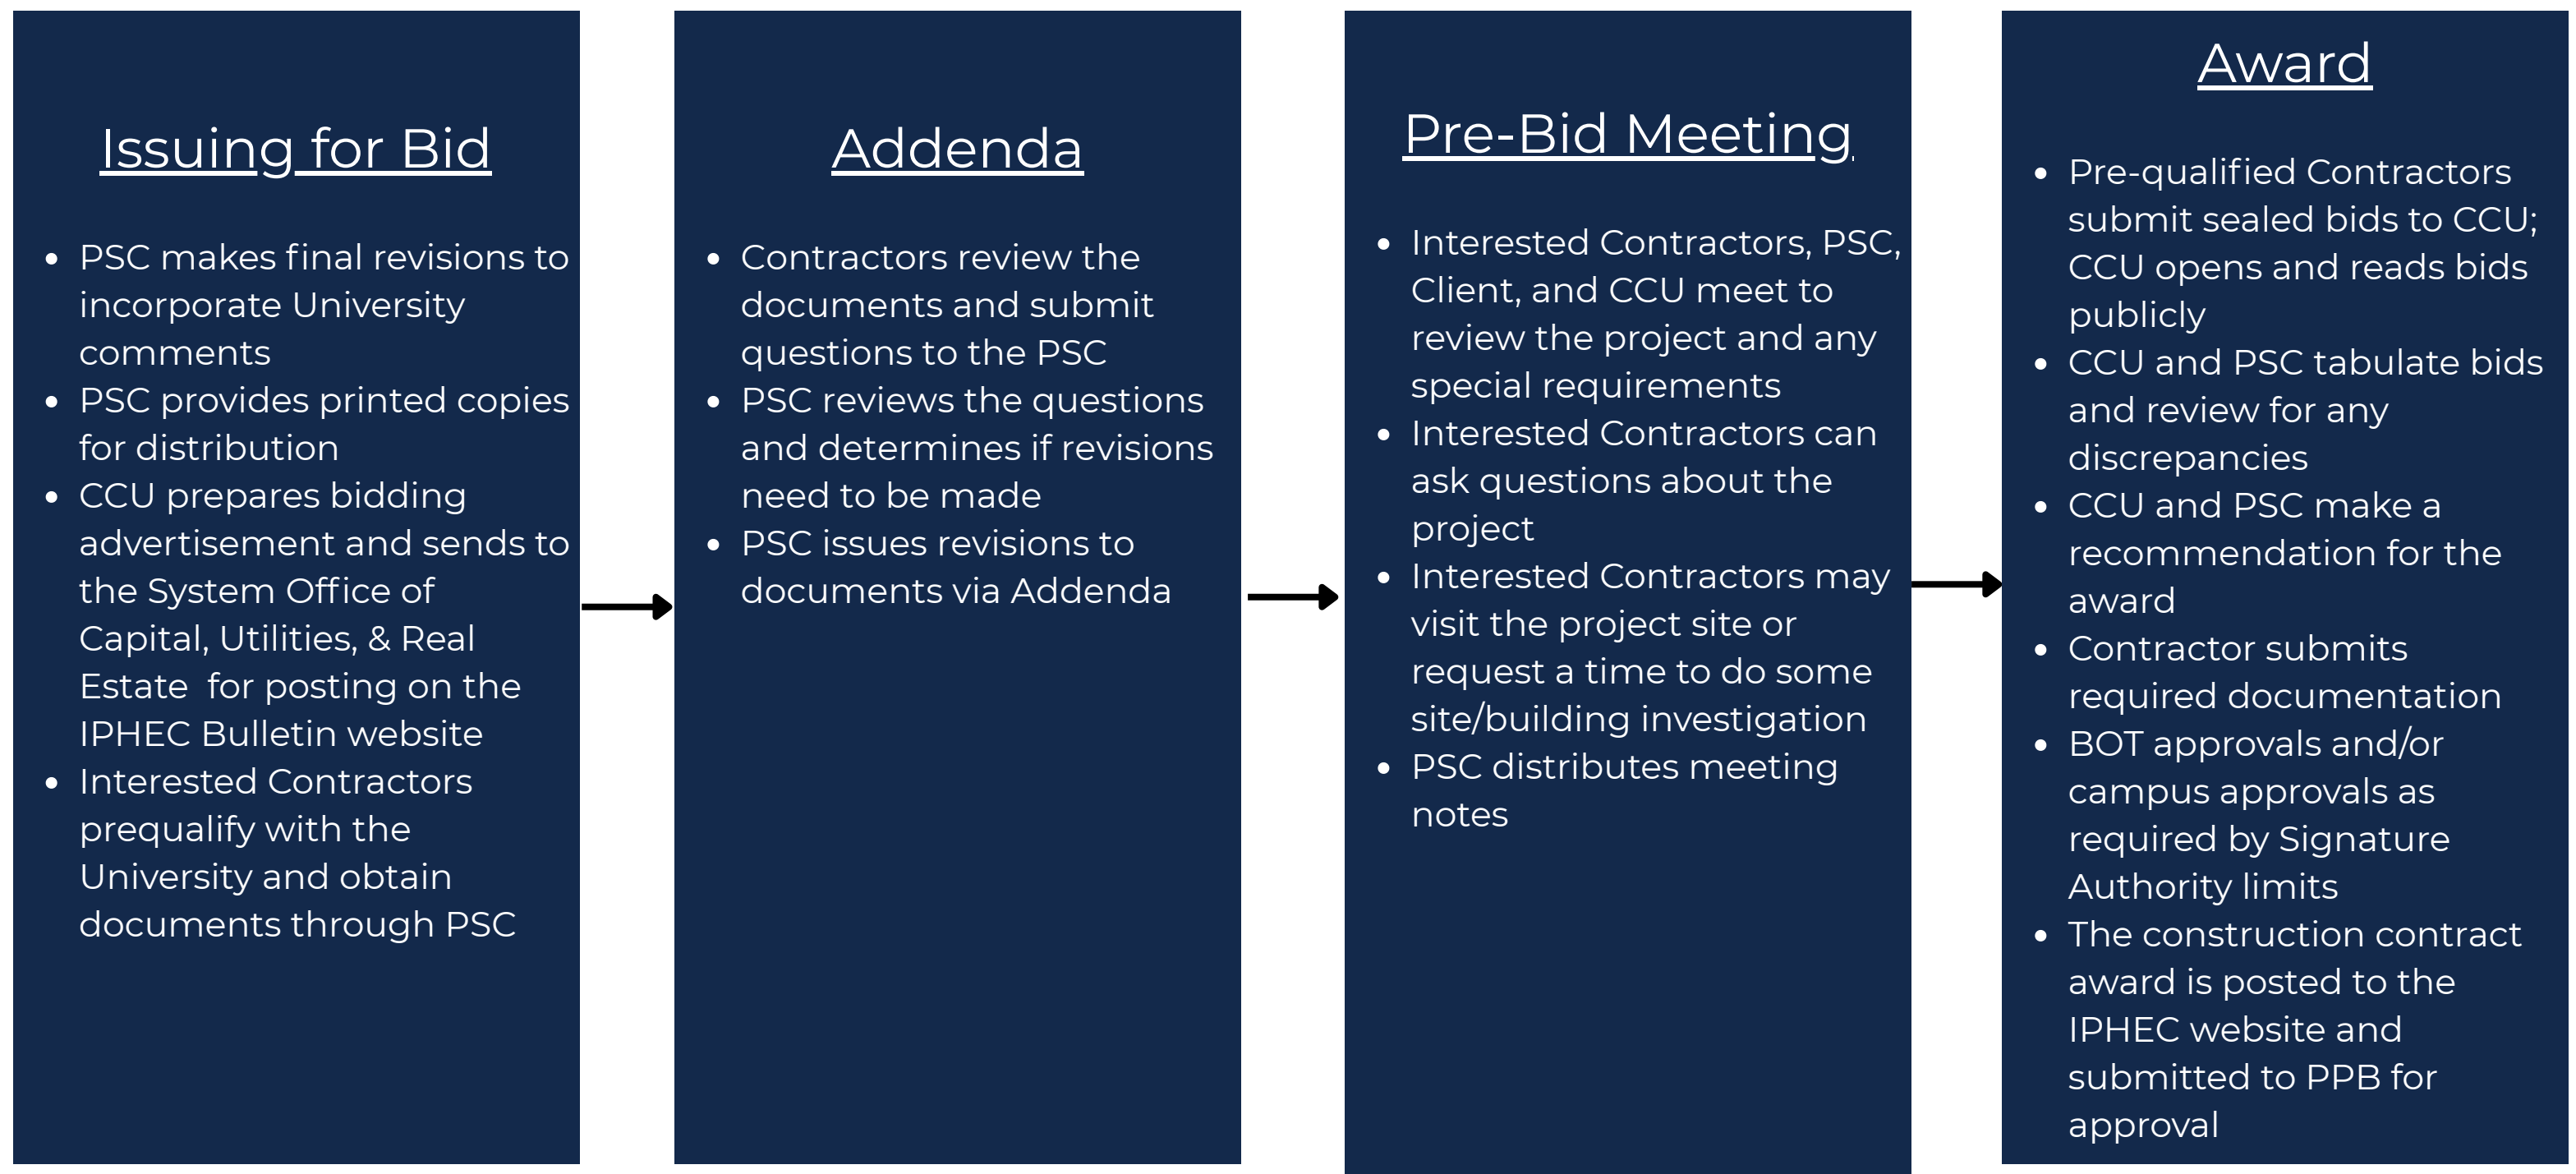 Issuing for Bid
• PSC makes final revisions to
incorporate University
comments
• PSC provides printed copies
for distribution
• CCU prepares bidding
advertisement and sends to
the System Office of
Capital, Utilities, & Real
Estate  for posting on the
IPHEC Bulletin website
• Interested Contractors
prequalify with the
University and obtain
documents through PSC
Addenda
• Contractors review the
documents and submit
questions to the PSC
• PSC reviews the questions
and determines if revisions
need to be made
• PSC issues revisions to
documents via Addenda
Pre-Bid Meeting
• Interested Contractors, PSC,
Client, and CCU meet to
review the project and any
special requirements
• Interested Contractors can
ask questions about the
project
• Interested Contractors may
visit the project site or
request a time to do some
site/building investigation
• PSC distributes meeting
notes
Award
• Pre-qualified Contractors
submit sealed bids to CCU;
CCU opens and reads bids
publicly
• CCU and PSC tabulate bids
and review for any
discrepancies
• CCU and PSC make a
recommendation for the
award
• Contractor submits
required documentation
• BOT approvals and/or
campus approvals as
required by Signature
Authority limits
• The construction contract
award is posted to the
IPHEC website and
submitted to PPB for
approval